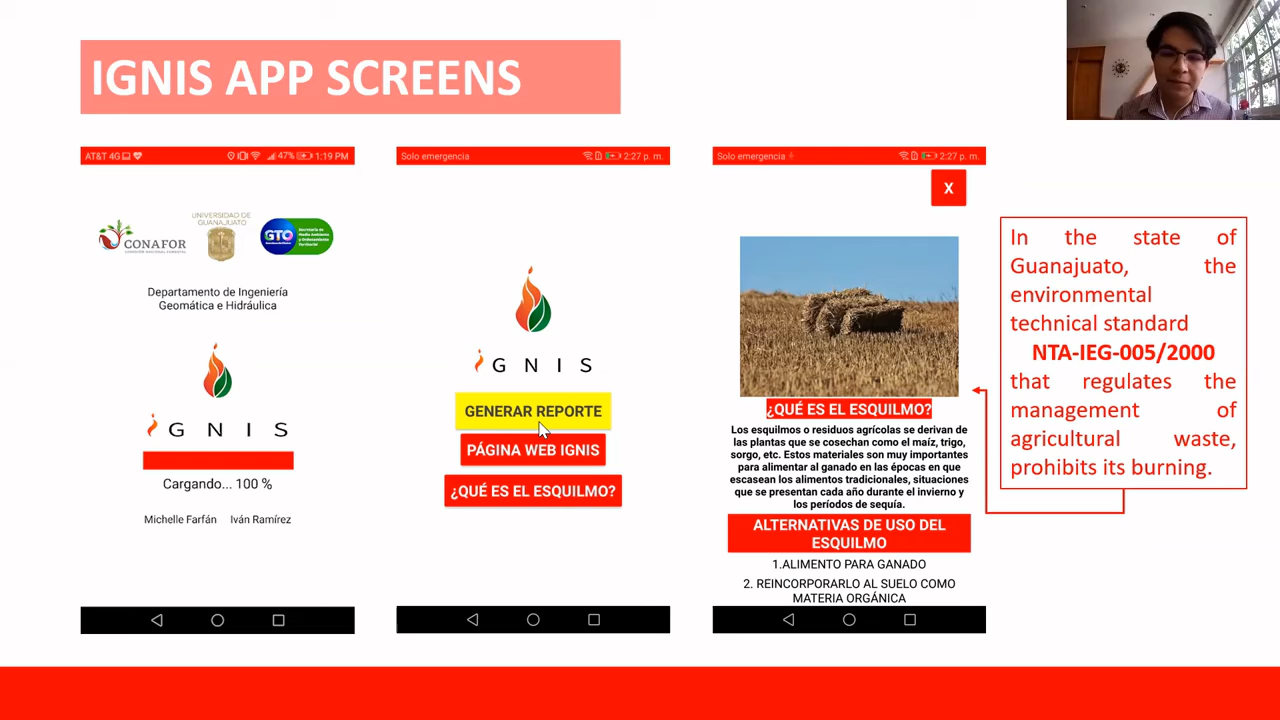 IGNIS APP SCREENS
AT&T 4G
47%
1:19 PM
CONAFOR
COMISIÓN NACIONAL FORESTAL
UNIVERSIDAD DE
GUANAJUATO
GTO
Secretaría de
Medio Ambiente
y Ordenamiento
Territorial
Departamento de Ingeniería
Geomática e Hidráulica
iGNIS
Cargando... 100 %
Michelle Farfán Iván Ramírez
Solo emergencia
2:27 p. m.
iGNIS
GENERAR REPORTE
PÁGINA WEB IGNIS
¿QUÉ ES EL ESQUILMO?
Solo emergencia
2:27 p. m.
X
¿QUÉ ES EL ESQUILMO?
Los esquilmos o residuos agrícolas se derivan de
las plantas que se cosechan como el maíz, trigo,
sorgo, etc. Estos materiales son muy importantes
para alimentar al ganado en las épocas en que
escasean los alimentos tradicionales, situaciones
que se presentan cada año durante el invierno y
los períodos de sequía.
ALTERNATIVAS DE USO DEL
ESQUILMO
1.ALIMENTO PARA GANADO
2. REINCORPORARLO AL SUELO COMO
MATERIA ORGÁNICA
In the state of
Guanajuato, the
environmental
technical standard
NTA-IEG-005/2000
that regulates the
management of
agricultural waste,
prohibits its burning.